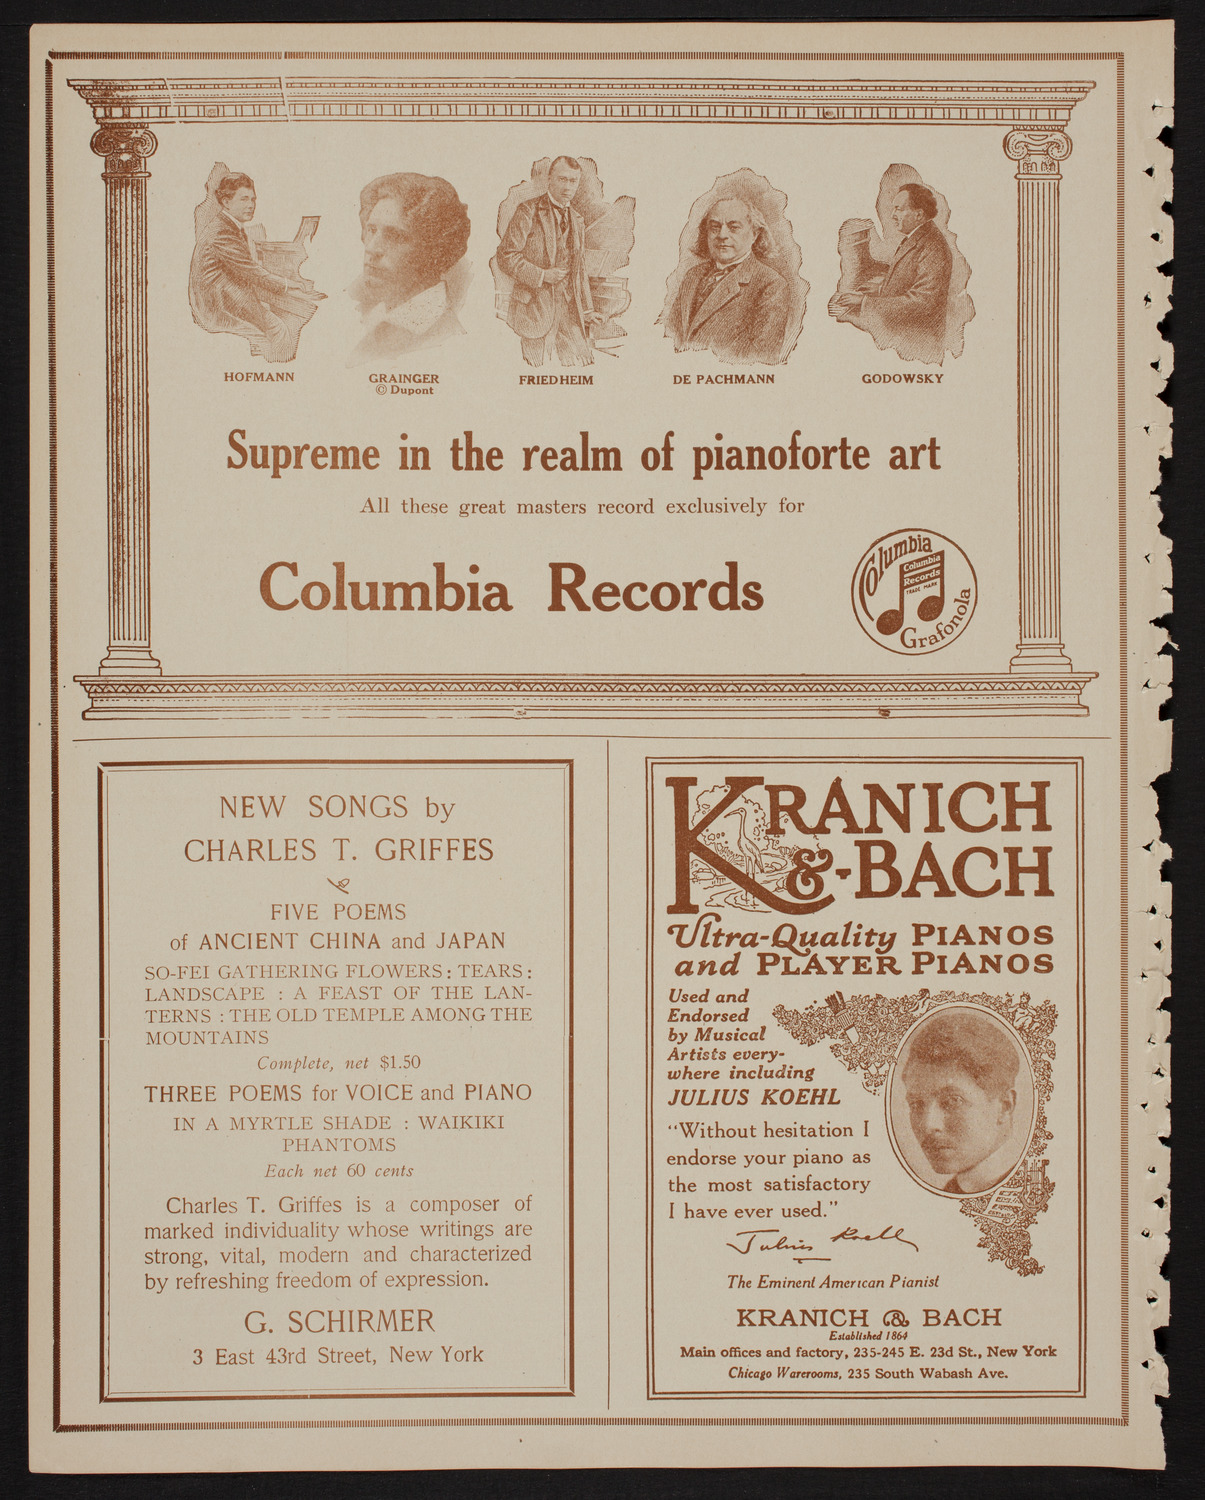 HOFMANN
GRAINGER
© Dupont
FRIEDHEIM
DE PACHMANN
GODOWSKY
Supreme in the realm of pianoforte art
All these great masters record exclusively for
Columbia Records
Columbia
Columbia
Records
TRADE MARK
Grafonola
NEW SONGS by
CHARLES T. GRIFFES
FIVE POEMS
of ANCIENT CHINA and JAPAN
SO-FEI GATHERING FLOWERS : TEARS :
LANDSCAPE : A FEAST OF THE LAN-
TERNS : THE OLD TEMPLE AMONG THE
MOUNTAINS
Complete, net $1.50
THREE POEMS for VOICE and PIANO
IN A MYRTLE SHADE : WAIKIKI
PHANTOMS
Each net 60 cents
Charles T. Griffes is a composer of
marked individuality whose writings are
strong, vital, modern and characterized
by refreshing freedom of expression.
G. SCHIRMER
3 East 43rd Street, New York
KRANICH
&-BACH
Ultra-Quality PIANOS
and PLAYER PIANOS
Used and
Endorsed
by Musical
Artists every-
where including
JULIUS KOEHL
"Without hesitation I
endorse your piano as
the most satisfactory
I have ever used."
Julius Koehl
The Eminent American Pianist
KRANICH & BACH
Established 1864
Main offices and factory, 235-245 E. 23d St., New York
Chicago Warerooms, 235 South Wabash Ave.